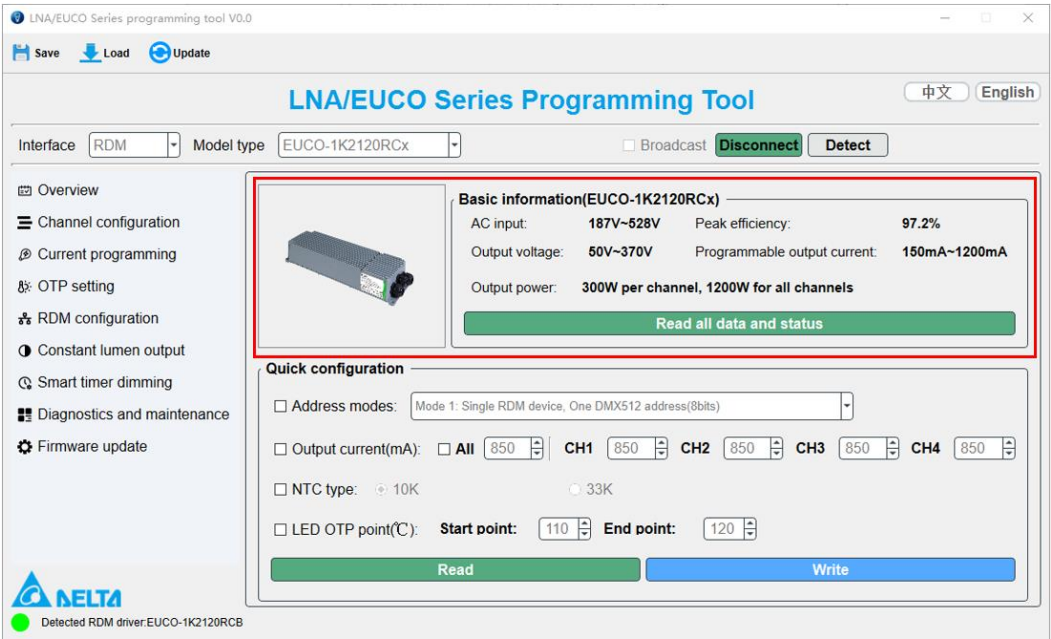 LNA/EUCO Series programming tool V0.0
Save Load Update
LNA/EUCO Series Programming Tool
中文 English
Interface RDM Model type EUCO-1K2120RCx Broadcast Disconnect Detect
Overview
Channel configuration
Current programming
OTP setting
RDM configuration
Constant lumen output
Smart timer dimming
Diagnostics and maintenance
Firmware update
Basic information(EUCO-1K2120RCx)
AC input: 187V~528V Peak efficiency: 97.2%
Output voltage: 50V~370V Programmable output current: 150mA~1200mA
Output power: 300W per channel, 1200W for all channels
Read all data and status
Quick configuration
Address modes: Mode 1: Single RDM device, One DMX512 address(8bits)
Output current(mA): All 850 CH1 850 CH2 850 CH3 850 CH4 850
NTC type: 10K 33K
LED OTP point(℃): Start point: 110 End point: 120
Read Write
DELTA
Detected RDM driver:EUCO-1K2120RCB